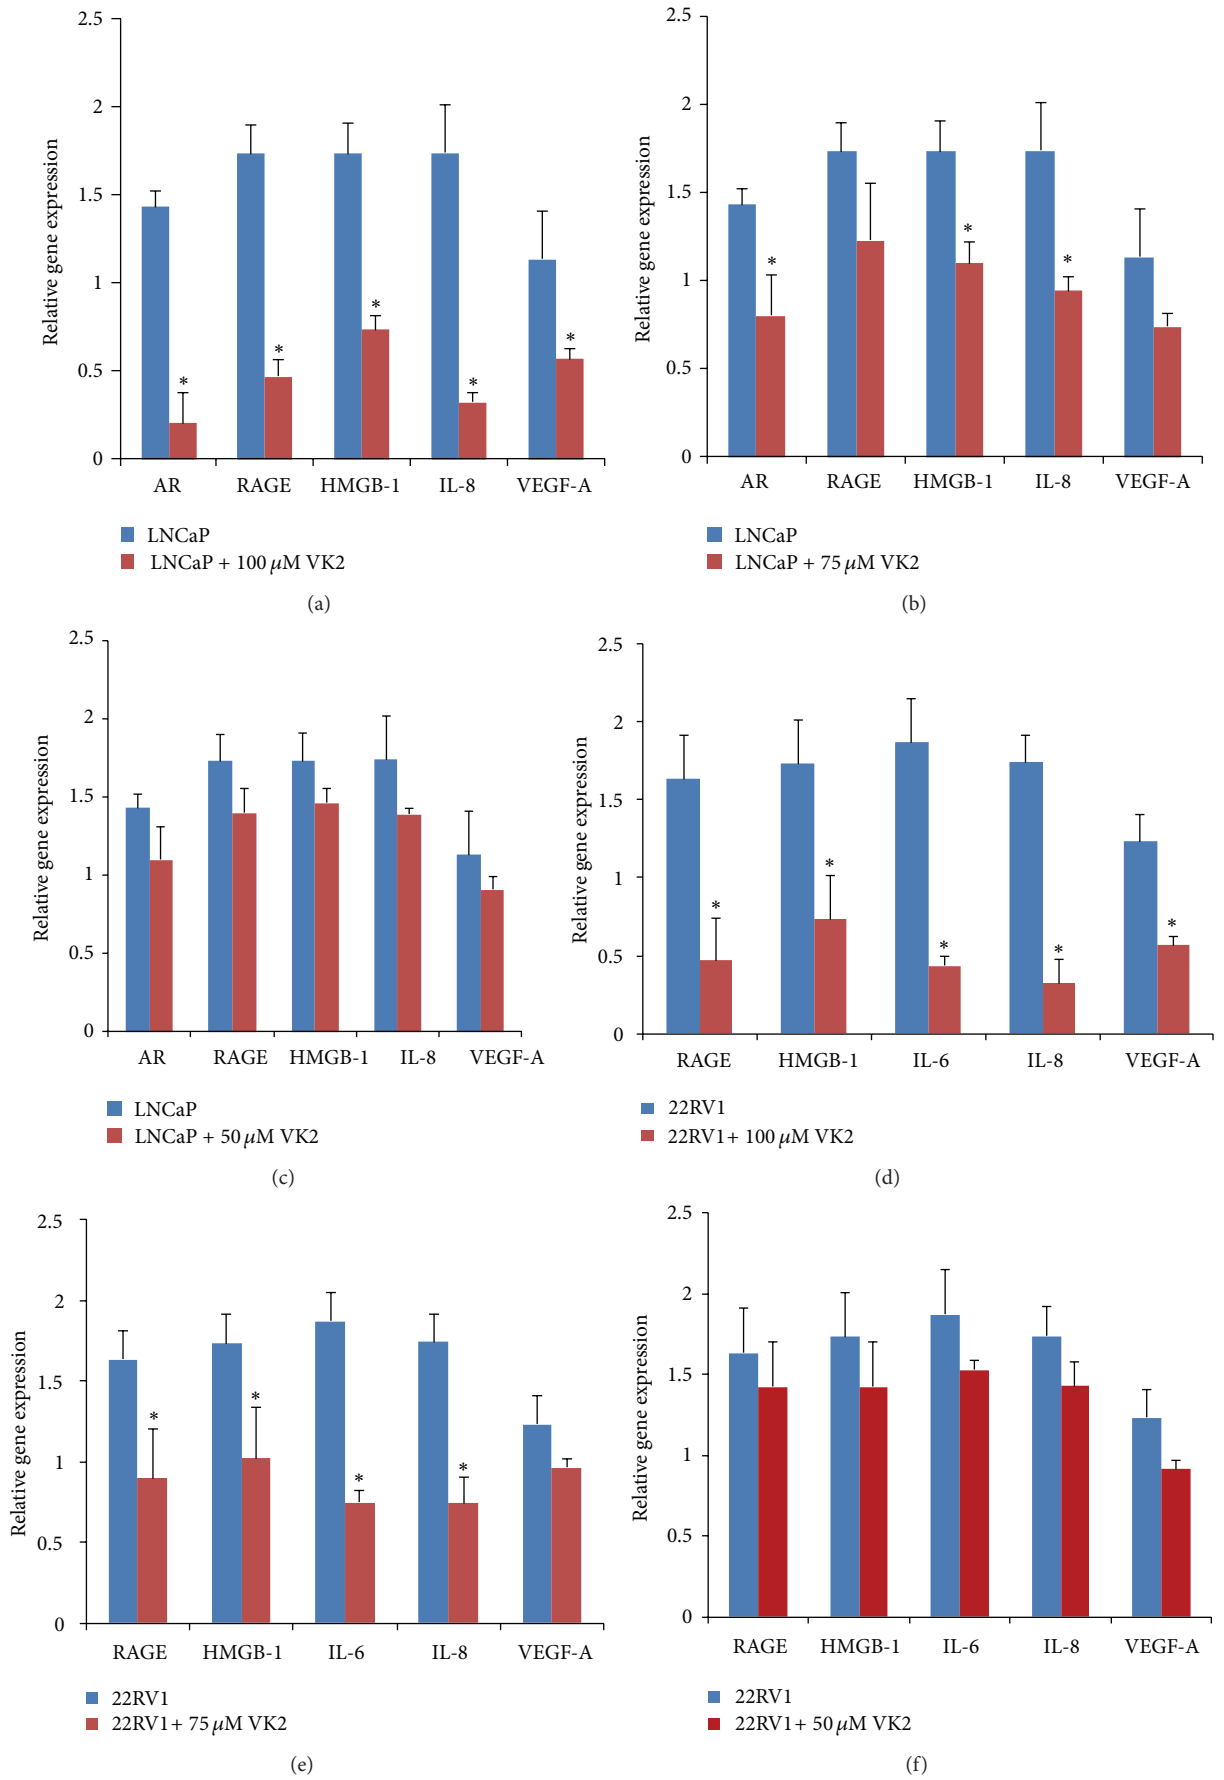 2.5
2
1.5
1
0.5
0
Relative gene expression
*
*
*
*
*
AR RAGE HMGB-1 IL-8 VEGF-A
LNCaP
LNCaP + 100 μM VK2
(a)
2.5
2
1.5
1
0.5
0
Relative gene expression
*
*
*
AR RAGE HMGB-1 IL-8 VEGF-A
LNCaP
LNCaP + 75 μM VK2
(b)
2.5
2
1.5
1
0.5
0
Relative gene expression
AR RAGE HMGB-1 IL-8 VEGF-A
LNCaP
LNCaP + 50 μM VK2
(c)
2.5
2
1.5
1
0.5
0
Relative gene expression
*
*
*
*
*
RAGE HMGB-1 IL-6 IL-8 VEGF-A
22RV1
22RV1 + 100 μM VK2
(d)
2.5
2
1.5
1
0.5
0
Relative gene expression
*
*
*
*
RAGE HMGB-1 IL-6 IL-8 VEGF-A
22RV1
22RV1 + 75 μM VK2
(e)
2.5
2
1.5
1
0.5
0
Relative gene expression
RAGE HMGB-1 IL-6 IL-8 VEGF-A
22RV1
22RV1 + 50 μM VK2
(f)